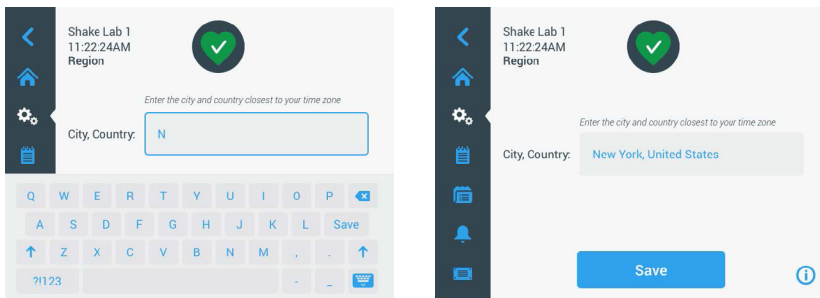 Shake Lab 1
11:22:24AM
Region
Enter the city and country closest to your time zone
City, Country: N
Q W E R T Y U I O P
A S D F G H J K L Save
Z X C V B N M , .
?!123 - _
Shake Lab 1
11:22:24AM
Region
Enter the city and country closest to your time zone
City, Country: New York, United States
Save